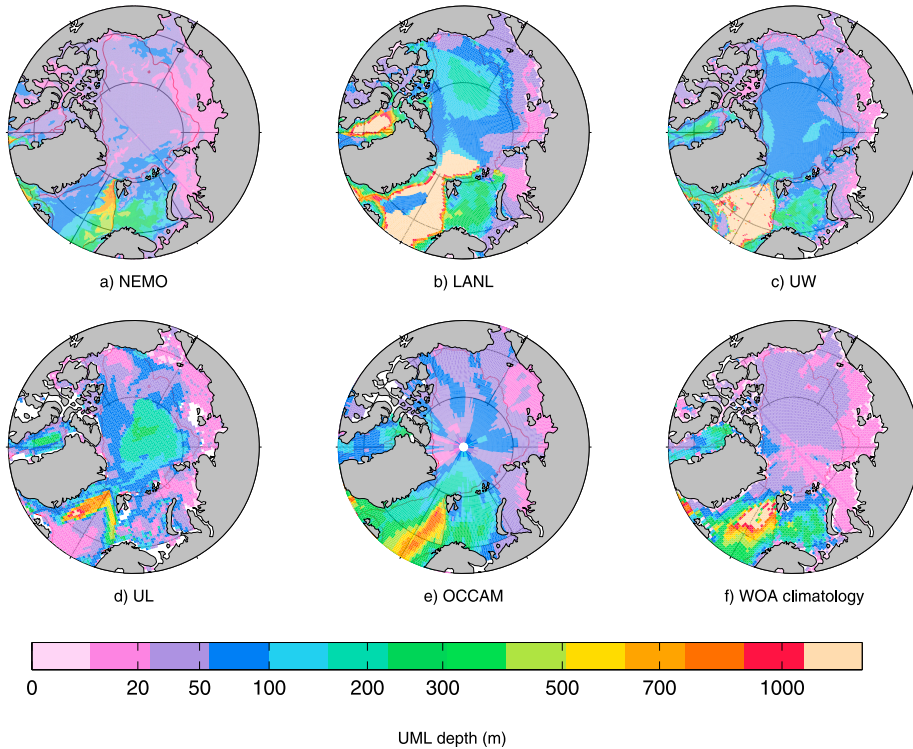 a) NEMO b) LANL c) UW
d) UL e) OCCAM f) WOA climatology
0 20 50 100 200 300 500 700 1000
UML depth (m)